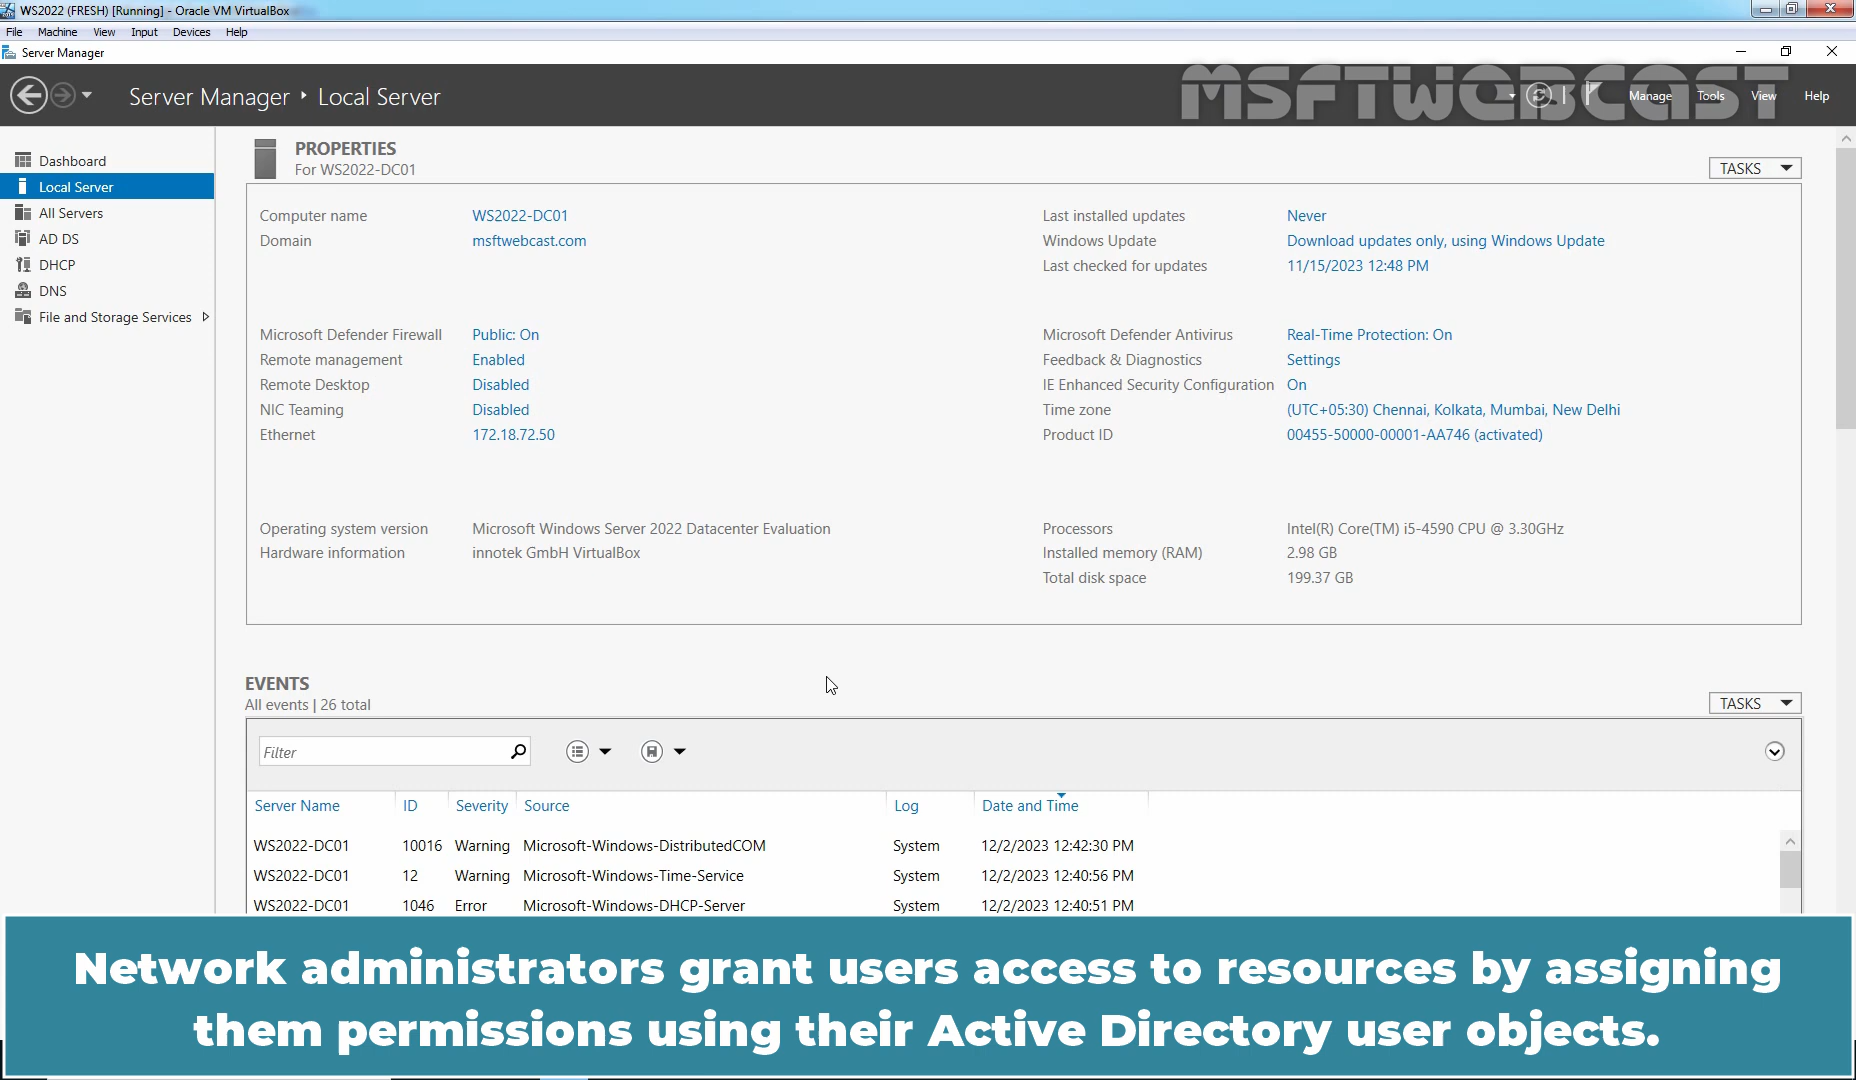 WS2022 (FRESH) [Running] - Oracle VM VirtualBox
File Machine View Input Devices Help
Server Manager
Server Manager Local Server
MSFTWEBCAST
Manage Tools View Help
Dashboard
Local Server
All Servers
AD DS
DHCP
DNS
File and Storage Services
PROPERTIES
For WS2022-DC01
TASKS
Computer name WS2022-DC01
Domain msftwebcast.com
Last installed updates Never
Windows Update Download updates only, using Windows Update
Last checked for updates 11/15/2023 12:48 PM
Microsoft Defender Firewall Public: On
Remote management Enabled
Remote Desktop Disabled
NIC Teaming Disabled
Ethernet 172.18.72.50
Microsoft Defender Antivirus Real-Time Protection: On
Feedback & Diagnostics Settings
IE Enhanced Security Configuration On
Time zone (UTC+05:30) Chennai, Kolkata, Mumbai, New Delhi
Product ID 00455-50000-00001-AA746 (activated)
Operating system version Microsoft Windows Server 2022 Datacenter Evaluation
Hardware information innotek GmbH VirtualBox
Processors Intel(R) Core(TM) i5-4590 CPU @ 3.30GHz
Installed memory (RAM) 2.98 GB
Total disk space 199.37 GB
EVENTS
All events | 26 total
TASKS
Filter
Server Name ID Severity Source Log Date and Time
WS2022-DC01 10016 Warning Microsoft-Windows-DistributedCOM System 12/2/2023 12:42:30 PM
WS2022-DC01 12 Warning Microsoft-Windows-Time-Service System 12/2/2023 12:40:56 PM
WS2022-DC01 1046 Error Microsoft-Windows-DHCP-Server System 12/2/2023 12:40:51 PM
Network administrators grant users access to resources by assigning
them permissions using their Active Directory user objects.